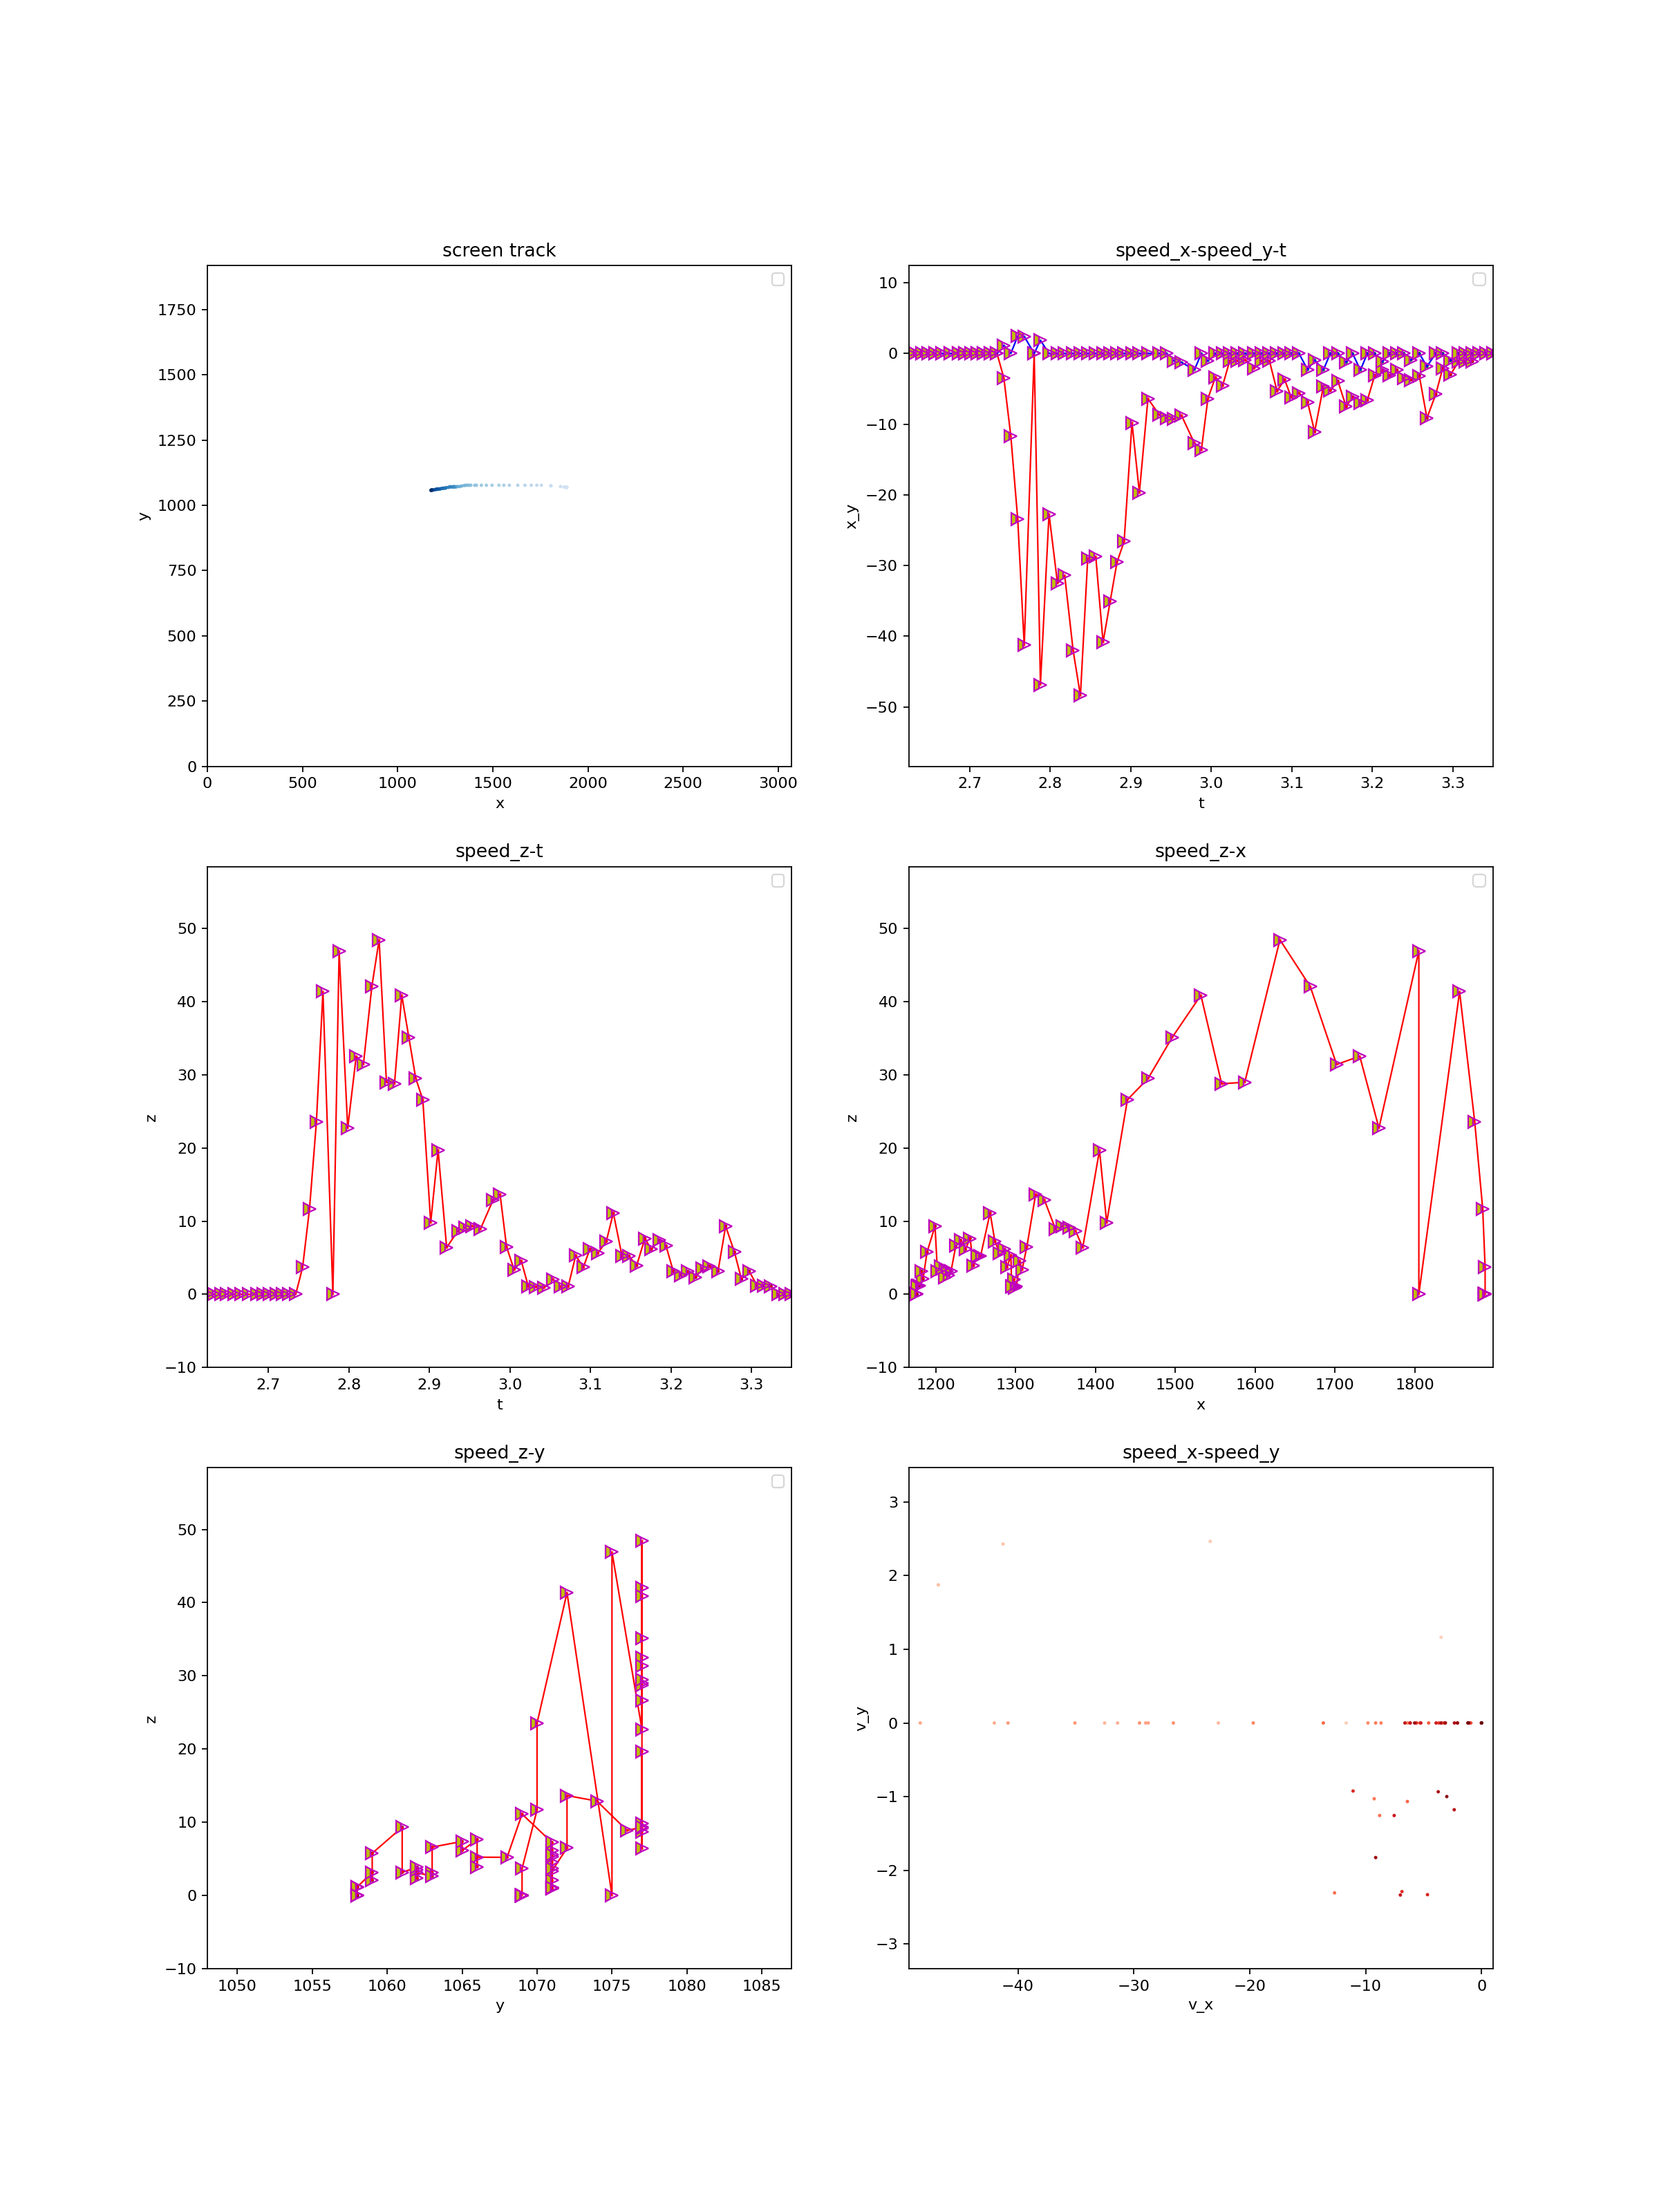 screen track
1750
1500
1250
1000
750
500
250
0
y
0 500 1000 1500 2000 2500 3000
x
speed_x-speed_y-t
10
0
−10
−20
−30
−40
−50
x_y
2.7 2.8 2.9 3.0 3.1 3.2 3.3
t
speed_z-t
50
40
30
20
10
0
−10
z
2.7 2.8 2.9 3.0 3.1 3.2 3.3
t
speed_z-x
50
40
30
20
10
0
−10
z
1200 1300 1400 1500 1600 1700 1800
x
speed_z-y
50
40
30
20
10
0
−10
z
1050 1055 1060 1065 1070 1075 1080 1085
y
speed_x-speed_y
3
2
1
0
−1
−2
−3
v_y
−40 −30 −20 −10 0
v_x